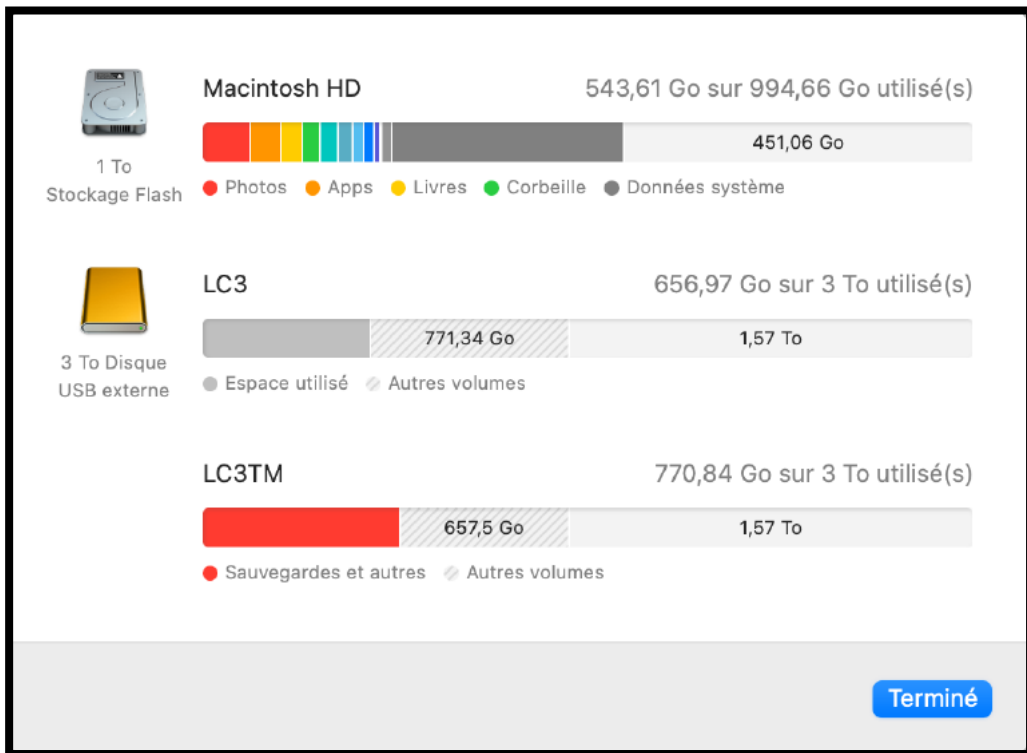 Macintosh HD
543,61 Go sur 994,66 Go utilisé(s)
451,06 Go
1 To
Stockage Flash
Photos Apps Livres Corbeille Données système
LC3
656,97 Go sur 3 To utilisé(s)
771,34 Go
1,57 To
3 To Disque
USB externe
Espace utilisé Autres volumes
LC3TM
770,84 Go sur 3 To utilisé(s)
657,5 Go
1,57 To
Sauvegardes et autres Autres volumes
Terminé